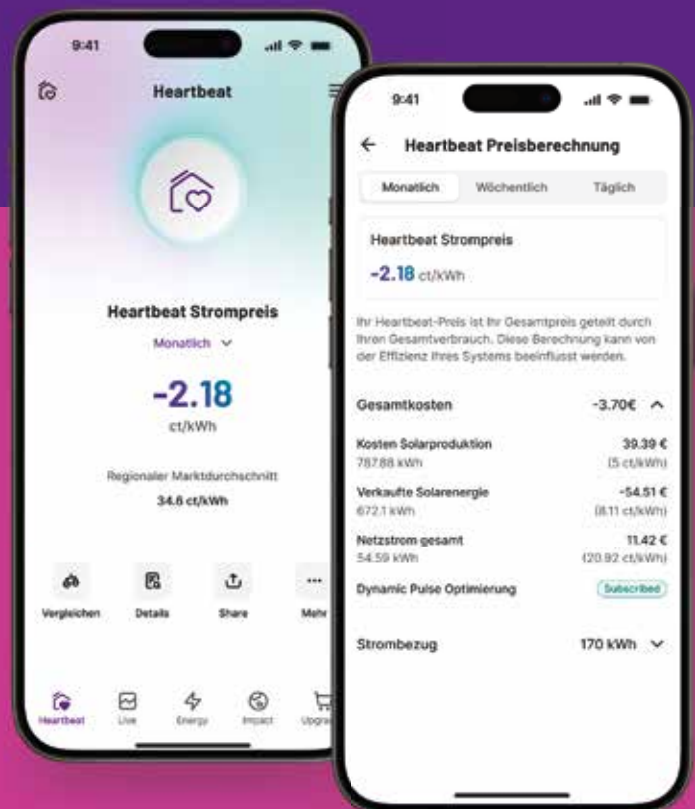 9:41
Heartbeat
Heartbeat Strompreis
Monatlich
-2.18
ct/kWh
Regionaler Marktdurchschnitt
34.6 ct/kWh
Vergleichen
Details
Share
Mehr
Heartbeat
Live
Energy
Impact
9:41
Heartbeat Preisberechnung
Monatlich
Wöchentlich
Täglich
Heartbeat Strompreis
-2.18 ct/kWh
Ihr Heartbeat-Preis ist Ihr Gesamtpreis geteilt durch
Ihren Gesamtverbrauch. Diese Berechnung kann von
der Effizienz Ihres Systems beeinflusst werden.
Gesamtkosten -3.70€
Kosten Solarproduktion 39.39 €
787.88 kWh (5 ct/kWh)
Verkaufte Solarenergie -54.51 €
672.1 kWh (8.11 ct/kWh)
Netzstrom gesamt 11.42 €
54.59 kWh (20.92 ct/kWh)
Dynamic Pulse Optimierung Subscribed
Strombezug 170 kWh